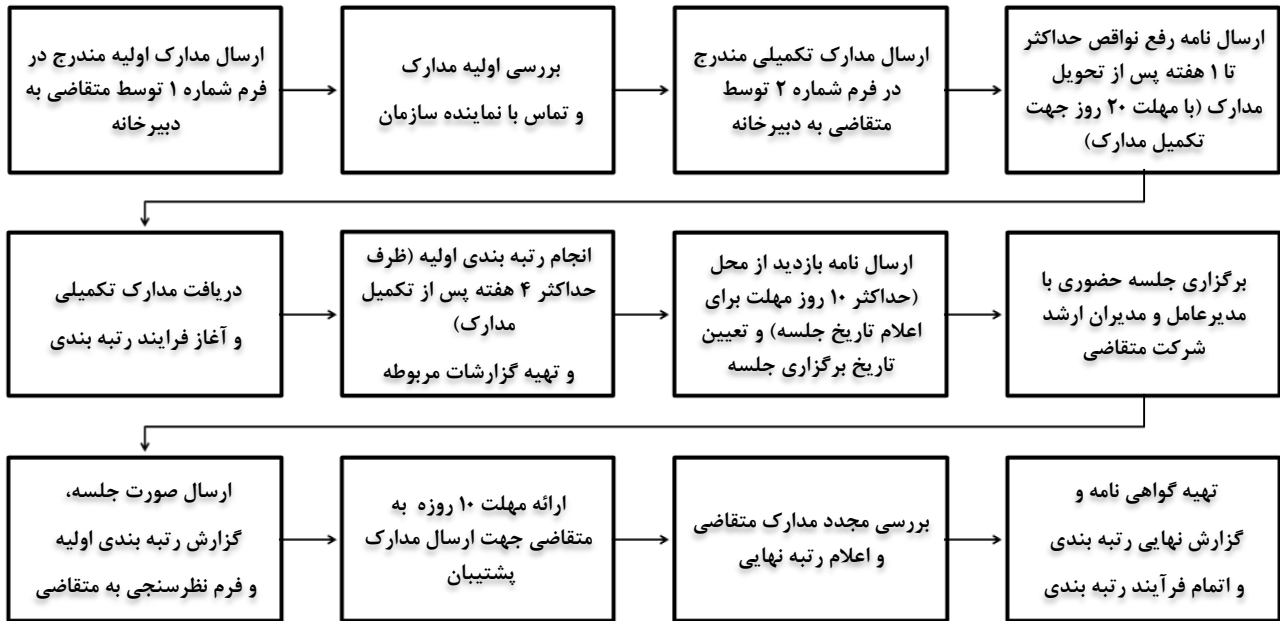 ارسال مدارک اولیه مندرج در
فرم شماره ۱ توسط متقاضی به
دبیرخانه
بررسی اولیه مدارک
و تماس با نماینده سازمان
ارسال مدارک تکمیلی مندرج
در فرم شماره ۲ توسط
متقاضی به دبیرخانه
ارسال نامه رفع نواقص حداکثر
تا ۱ هفته پس از تحویل
مدارک (با مهلت ۲۰ روز جهت
تکمیل مدارک)
دریافت مدارک تکمیلی
و آغاز فرایند رتبه بندی
انجام رتبه بندی اولیه (ظرف
حداکثر ۴ هفته پس از تکمیل
مدارک)
و تهیه گزارشات مربوطه
ارسال نامه بازدید از محل
(حداکثر ۱۰ روز مهلت برای
اعلام تاریخ جلسه) و تعیین
تاریخ برگزاری جلسه
برگزاری جلسه حضوری با
مدیرعامل و مدیران ارشد
شرکت متقاضی
ارسال صورت جلسه،
گزارش رتبه بندی اولیه
و فرم نظرسنجی به متقاضی
ارائه مهلت ۱۰ روزه به
متقاضی جهت ارسال مدارک
پشتیبان
بررسی مجدد مدارک متقاضی
و اعلام رتبه نهایی
تهیه گواهی نامه و
گزارش نهایی رتبه بندی
و اتمام فرآیند رتبه بندی